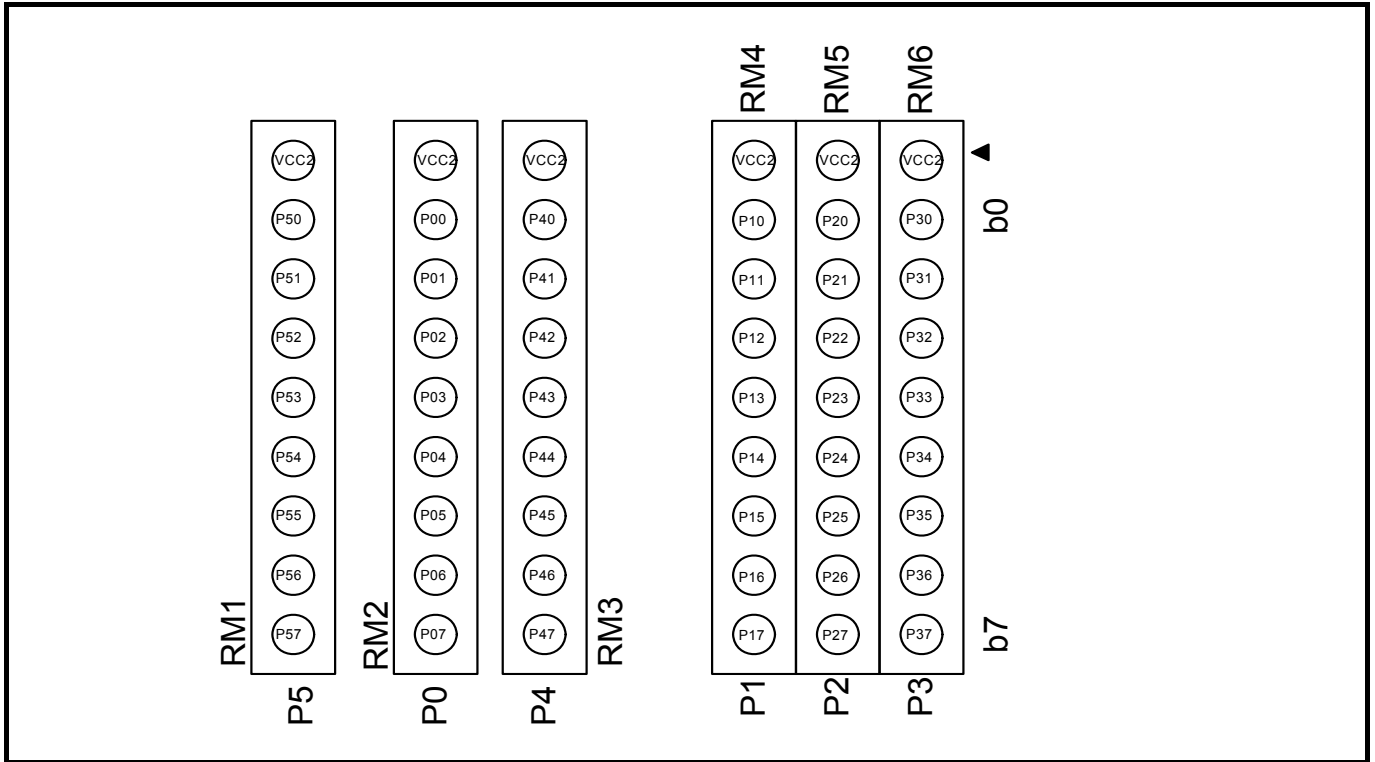 RM4 RM5 RM6
VCC2 VCC2 VCC2 VCC2 VCC2 VCC2
P50 P00 P40 P10 P20 P30 b0
P51 P01 P41 P11 P21 P31
P52 P02 P42 P12 P22 P32
P53 P03 P43 P13 P23 P33
P54 P04 P44 P14 P24 P34
P55 P05 P45 P15 P25 P35
P56 P06 P46 P16 P26 P36
RM1 P57 RM2 P07 P47 RM3 P17 P27 P37 b7
P5 P0 P4 P1 P2 P3